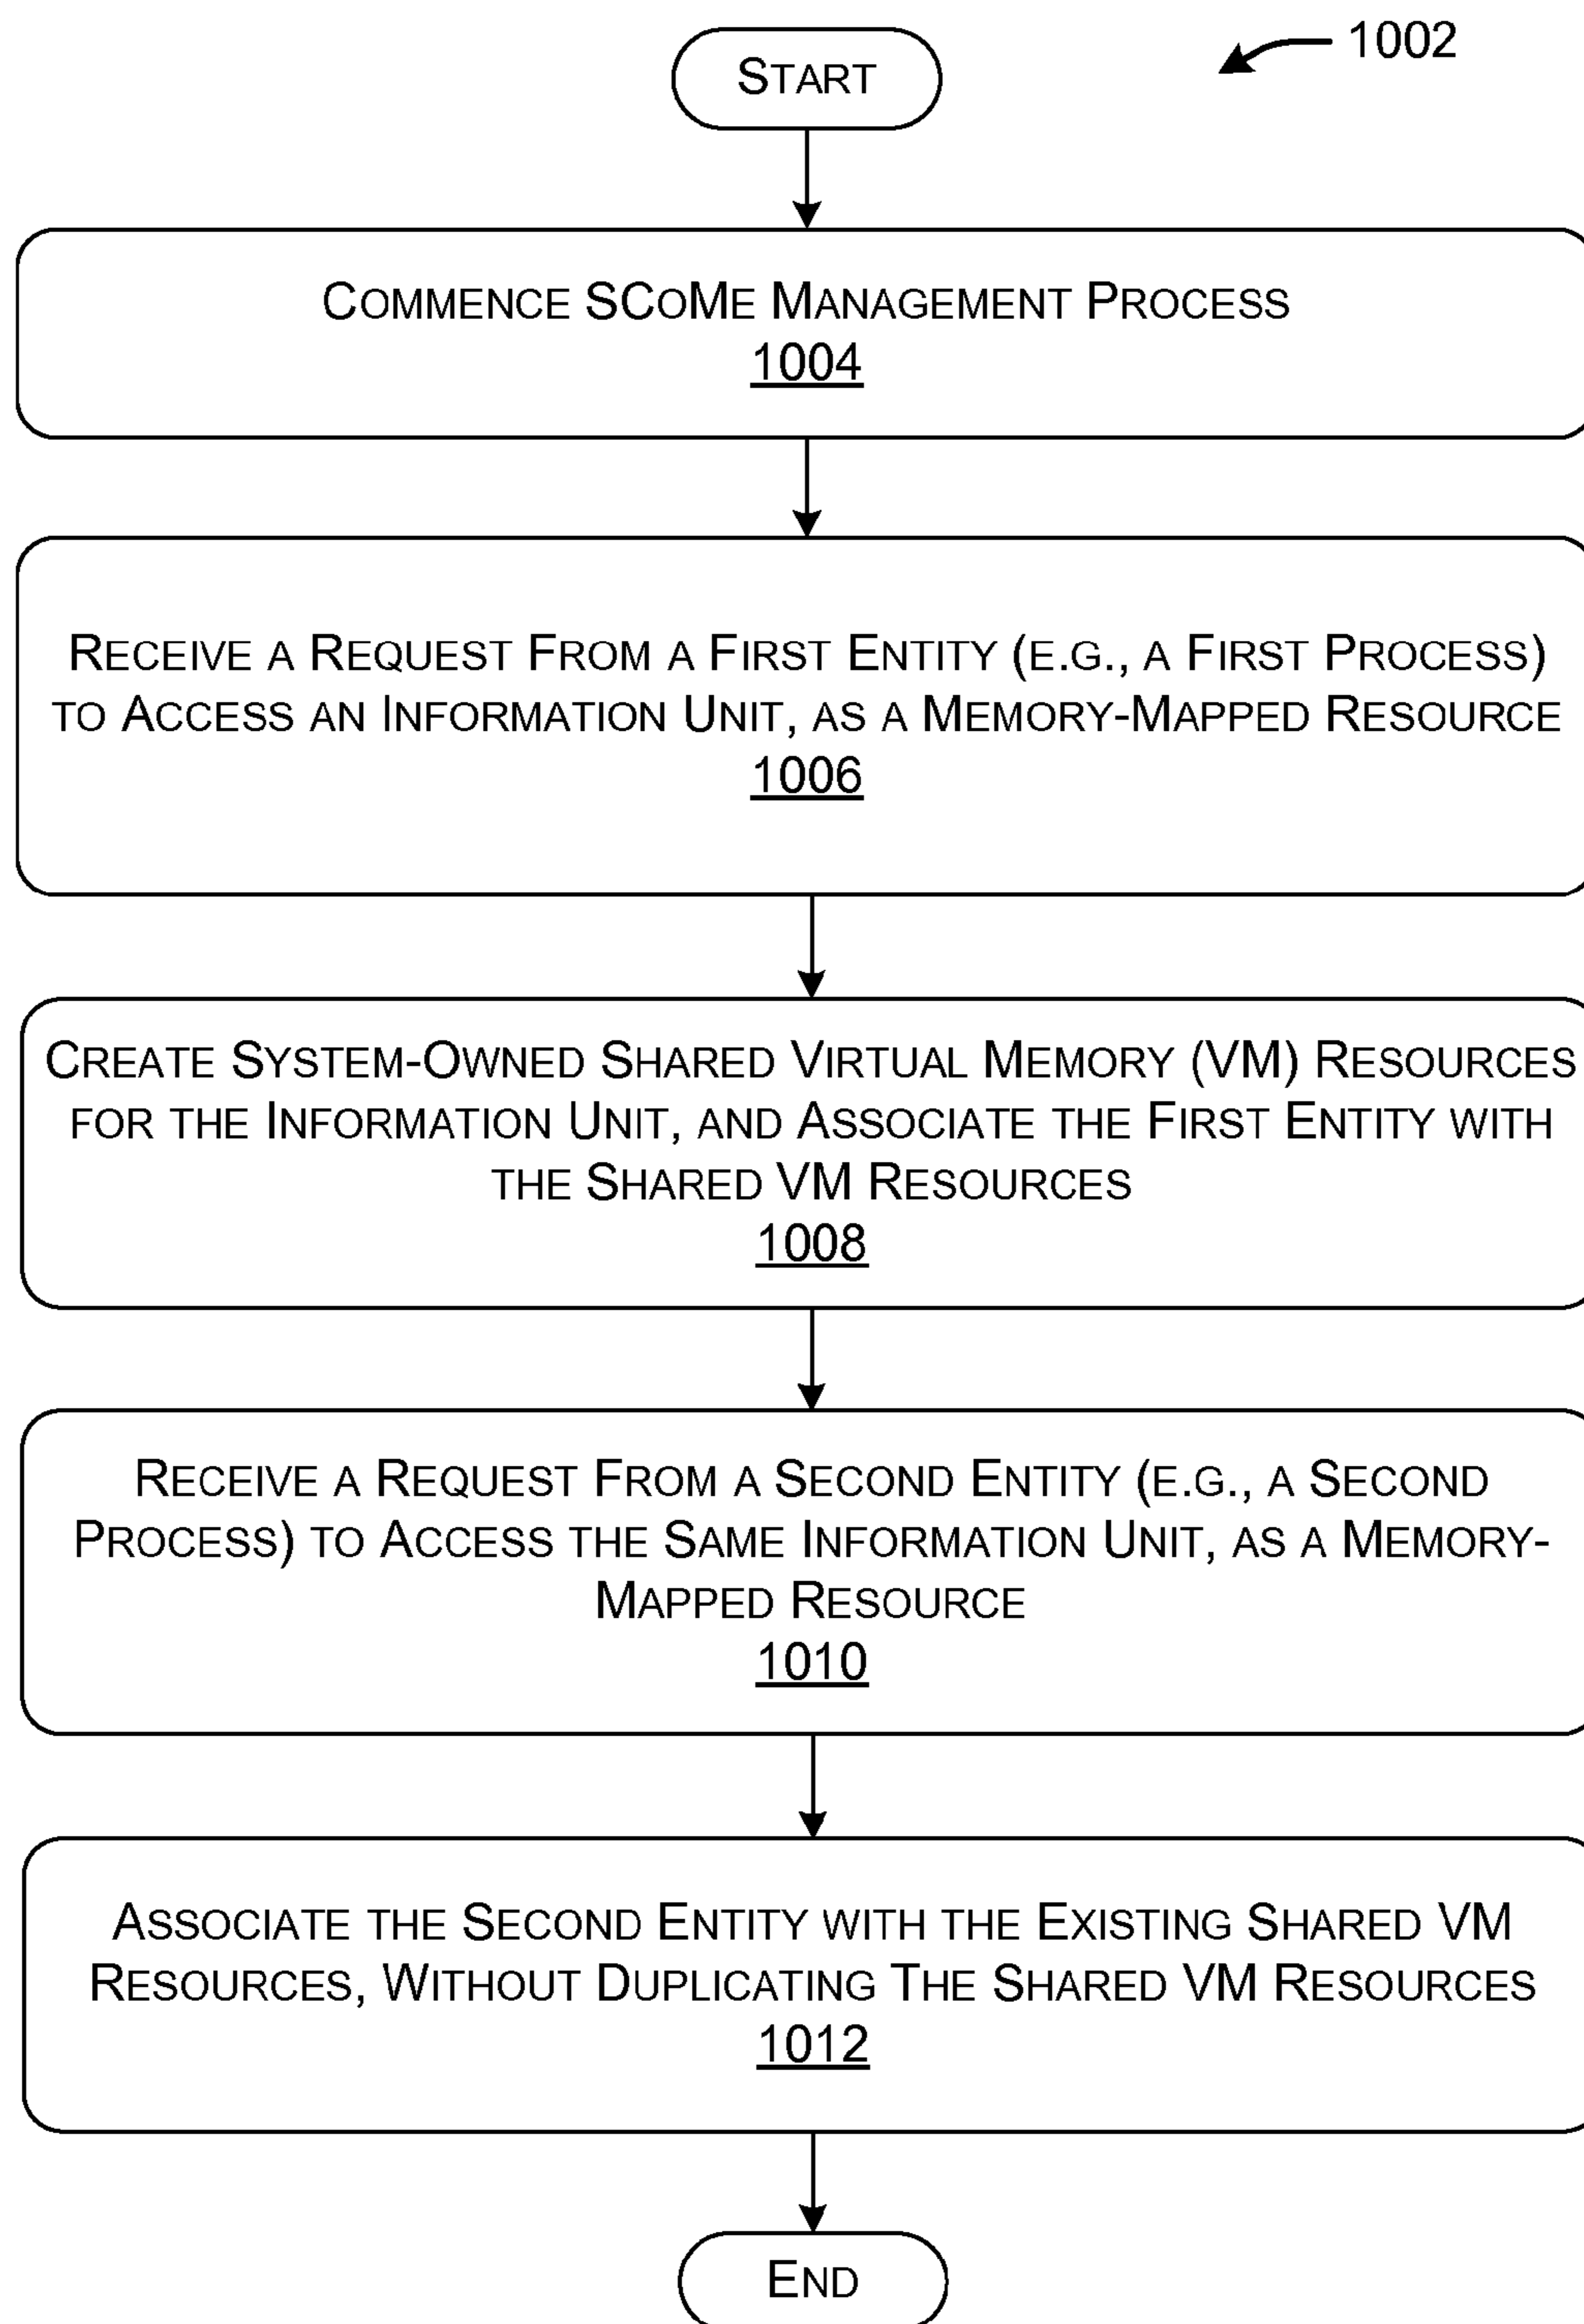 1002
START
COMMENCE SCOME MANAGEMENT PROCESS
1004
RECEIVE A REQUEST FROM A FIRST ENTITY (E.G., A FIRST PROCESS)
TO ACCESS AN INFORMATION UNIT, AS A MEMORY-MAPPED RESOURCE
1006
CREATE SYSTEM-OWNED SHARED VIRTUAL MEMORY (VM) RESOURCES
FOR THE INFORMATION UNIT, AND ASSOCIATE THE FIRST ENTITY WITH
THE SHARED VM RESOURCES
1008
RECEIVE A REQUEST FROM A SECOND ENTITY (E.G., A SECOND
PROCESS) TO ACCESS THE SAME INFORMATION UNIT, AS A MEMORY-
MAPPED RESOURCE
1010
ASSOCIATE THE SECOND ENTITY WITH THE EXISTING SHARED VM
RESOURCES, WITHOUT DUPLICATING THE SHARED VM RESOURCES
1012
END